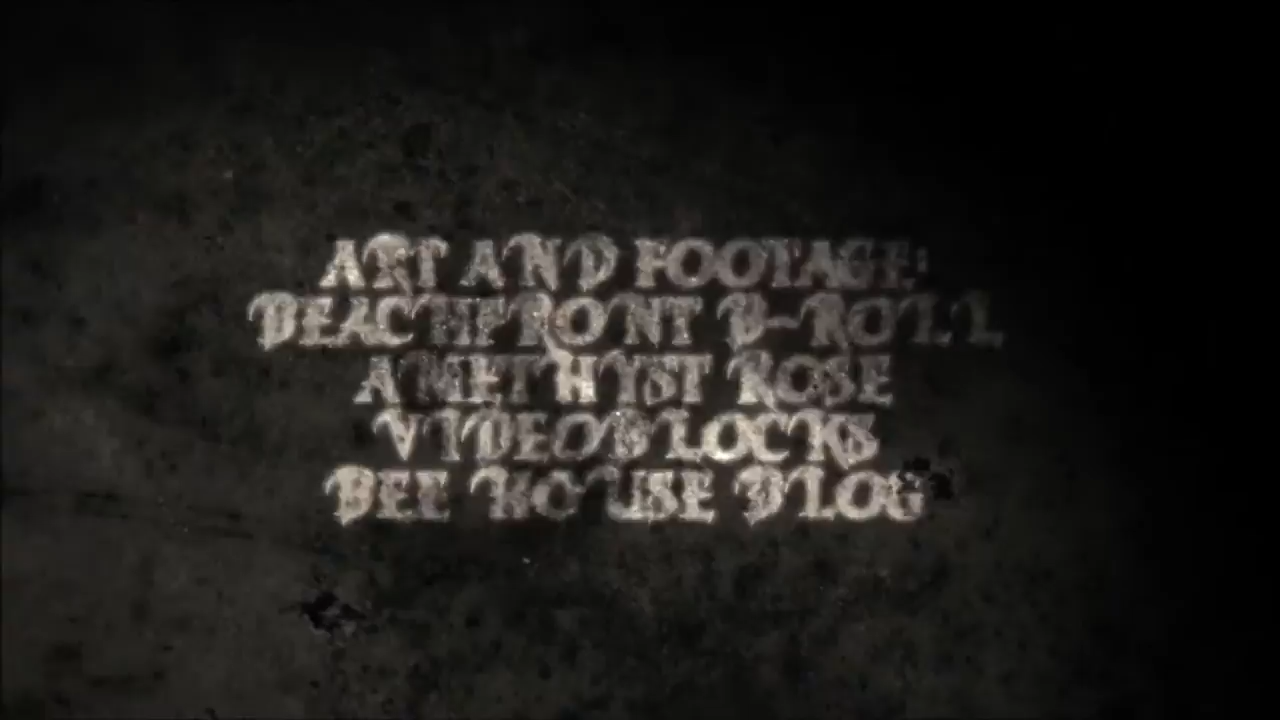 ART AND FOOTAGE:
BEACHFRONT B-ROLL
AMETHYST ROSE
VIDEOBLOCKS
BEE HOUSE BLOG